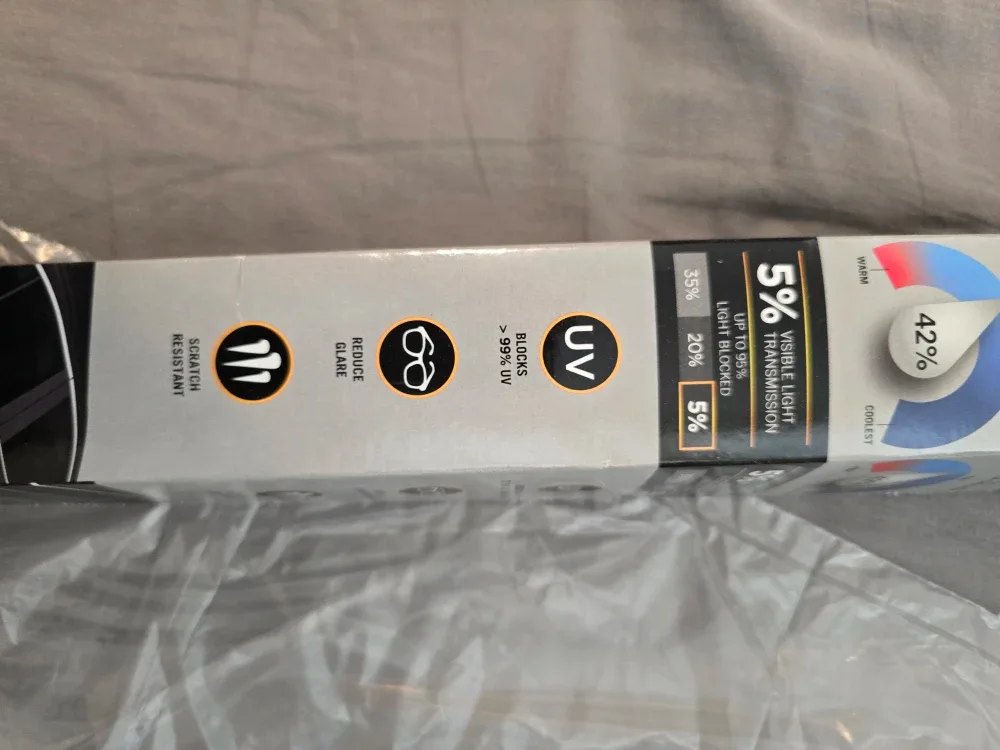 WARM
42%
COOLEST
5% VISIBLE LIGHT
TRANSMISSION
UP TO 95%
LIGHT BLOCKED
35% 20% 5%
UV
BLOCKS
> 99% UV
REDUCE
GLARE
SCRATCH
RESISTANT